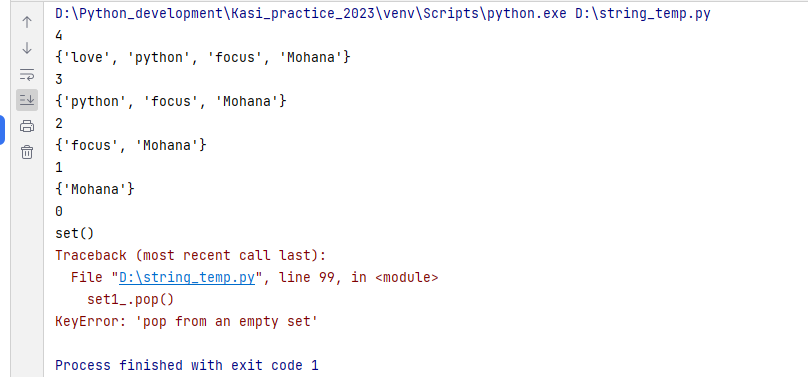 D:\Python_development\Kasi_practice_2023\venv\Scripts\python.exe D:\string_temp.py
4
{'love', 'python', 'focus', 'Mohana'}
3
{'python', 'focus', 'Mohana'}
2
{'focus', 'Mohana'}
1
{'Mohana'}
0
set()
Traceback (most recent call last):
  File "D:\string_temp.py", line 99, in <module>
    set1_.pop()
KeyError: 'pop from an empty set'
Process finished with exit code 1